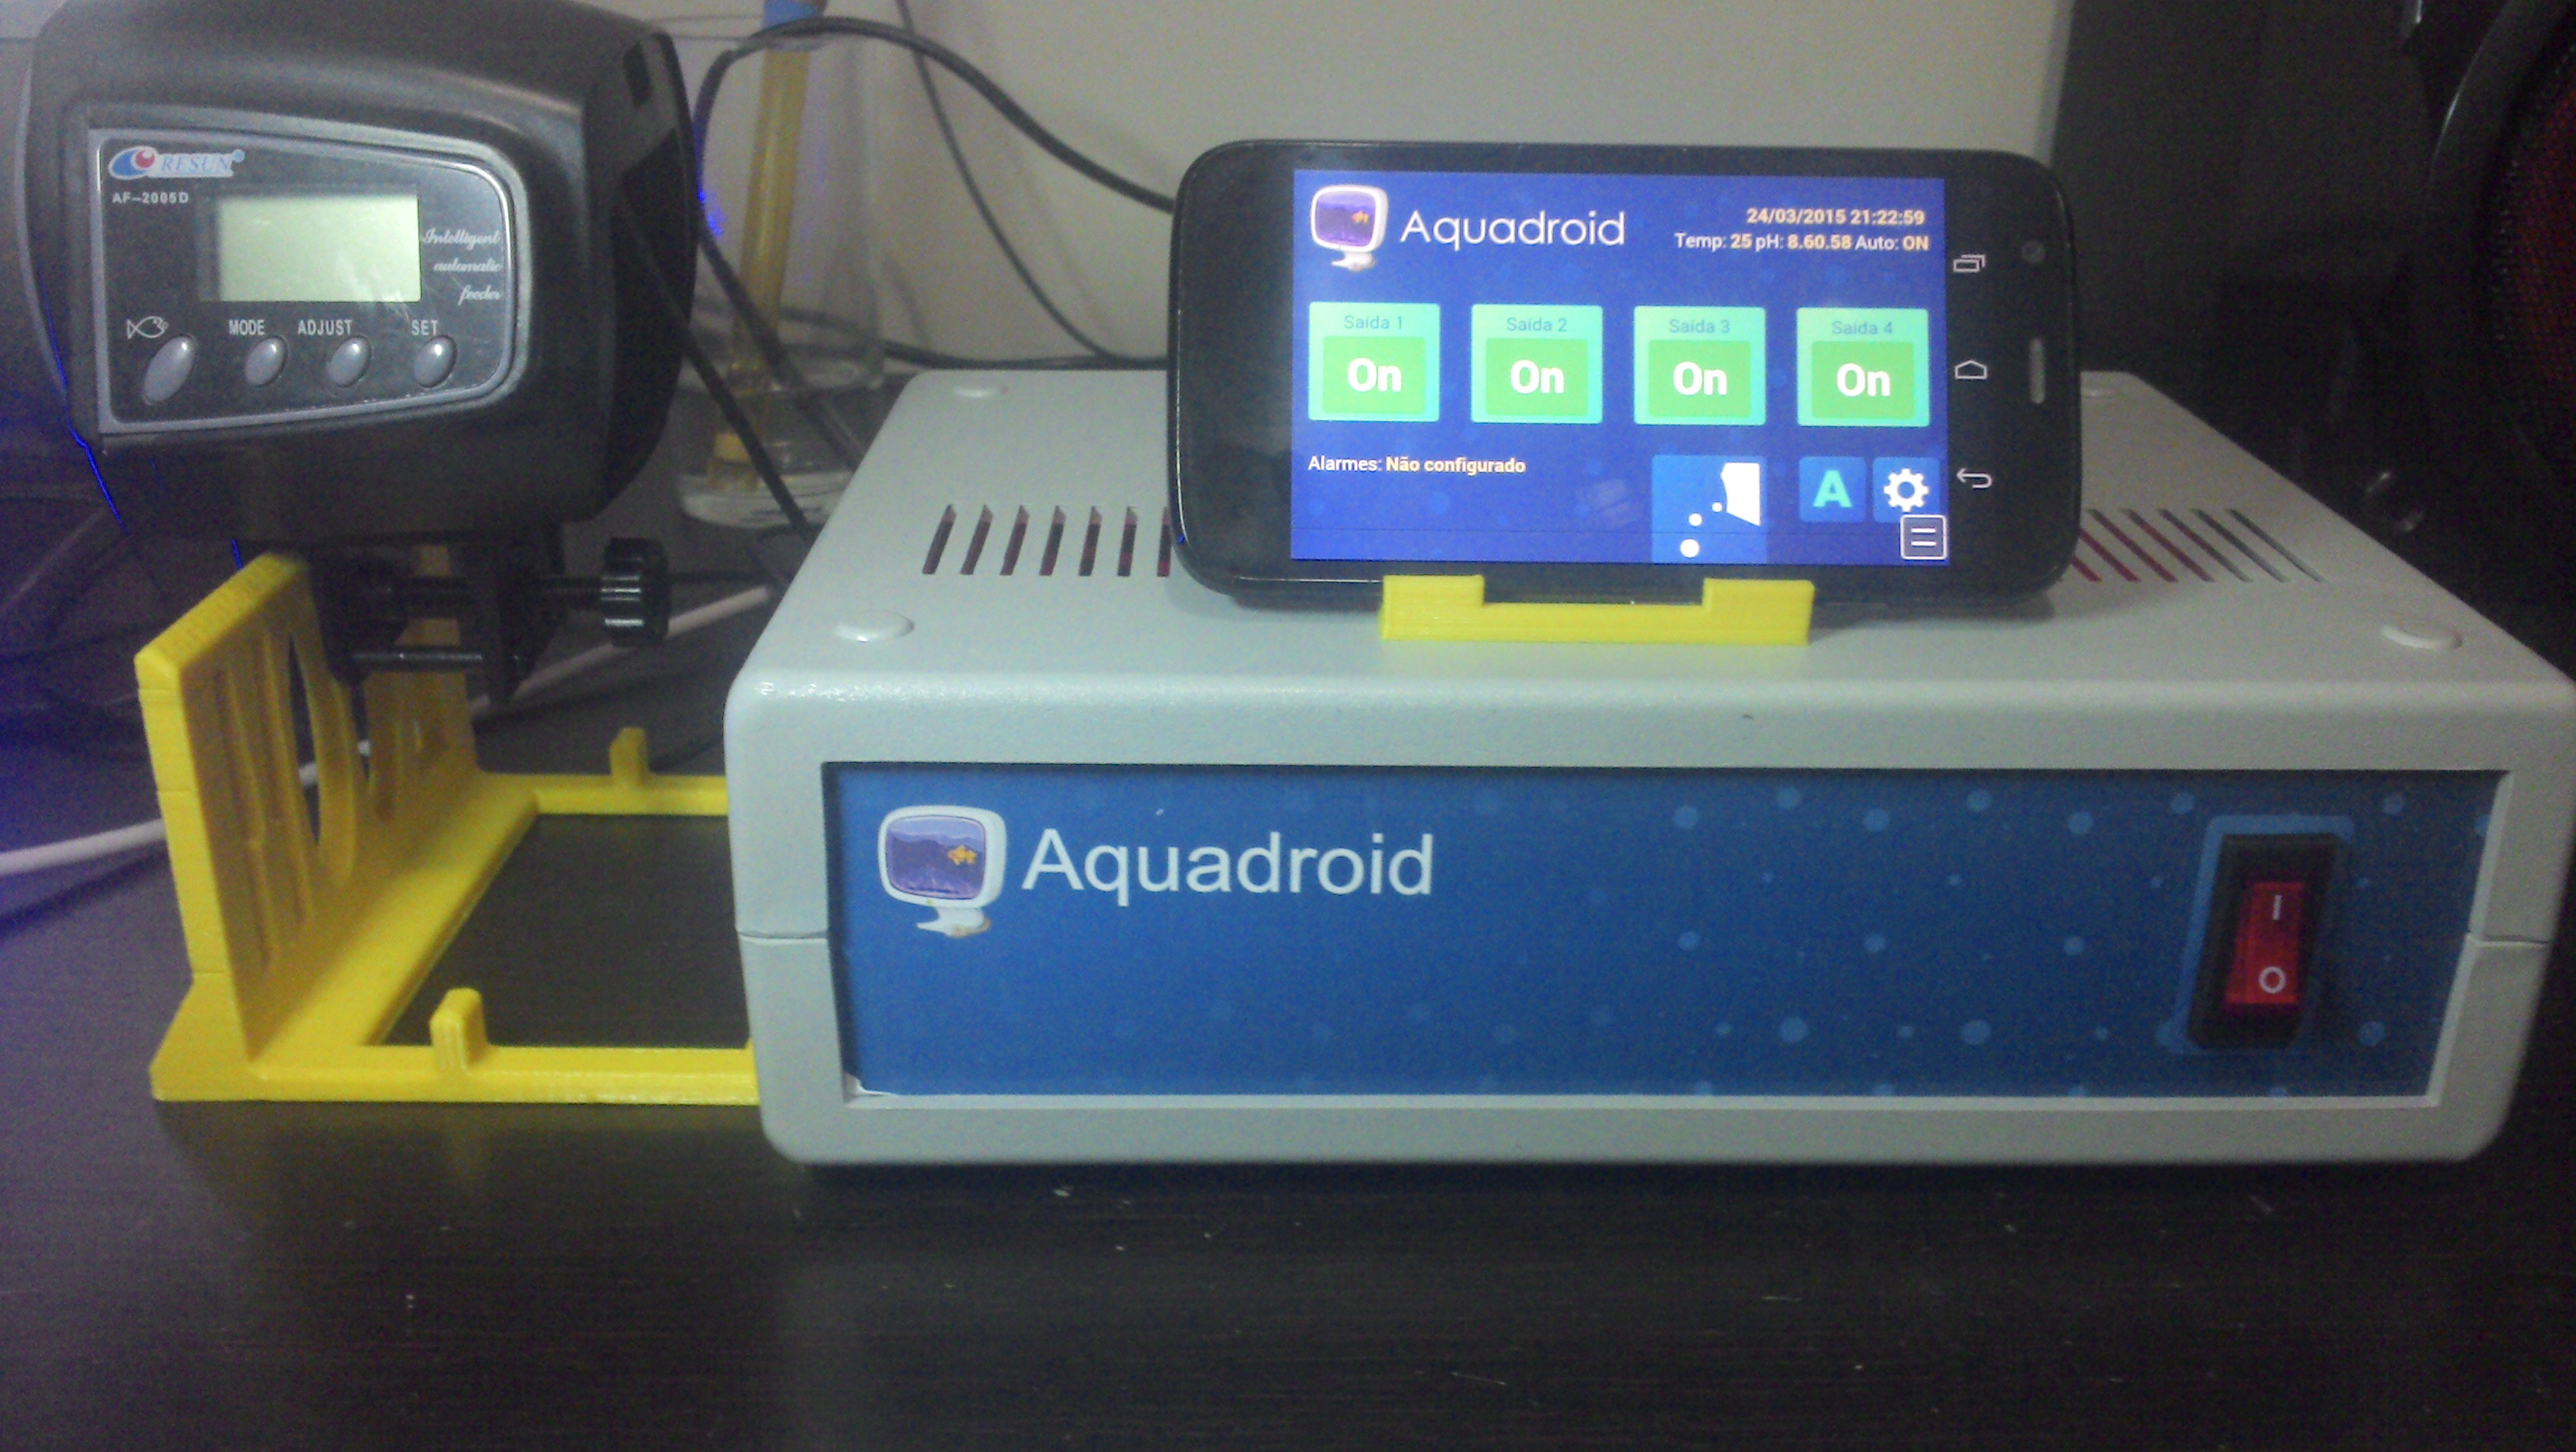 RESUN
AF-2005D
Intelligent
automatic
feeder
MODE ADJUST SET
Aquadroid
24/03/2015 21:22:59
Temp: 25 pH: 8.60.58 Auto: ON
Saída 1 Saída 2 Saída 3 Saída 4
On On On On
Alarmes: Não configurado
A
Aquadroid
I
O